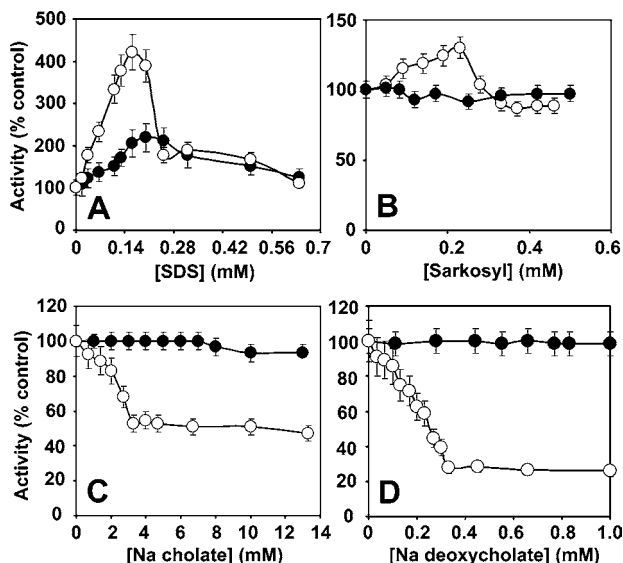 500
400
300
200
100
0
Activity (% control)
A
0 0.14 0.28 0.42 0.56 0.7
[SDS] (mM)
150
100
50
B
0 0.2 0.4 0.6
[Sarkosyl] (mM)
120
100
80
60
40
20
0
Activity (% control)
C
0 2 4 6 8 10 12 14
[Na cholate] (mM)
120
100
80
60
40
20
0
D
0 0.2 0.4 0.6 0.8 1.0
[Na deoxycholate] (mM)